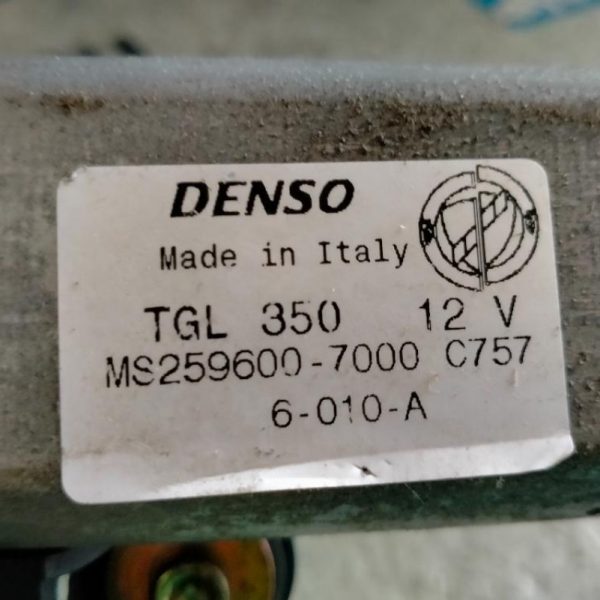 DENSO
Made in Italy
TGL 350 12 V
MS259600-7000 C757
6-010-A